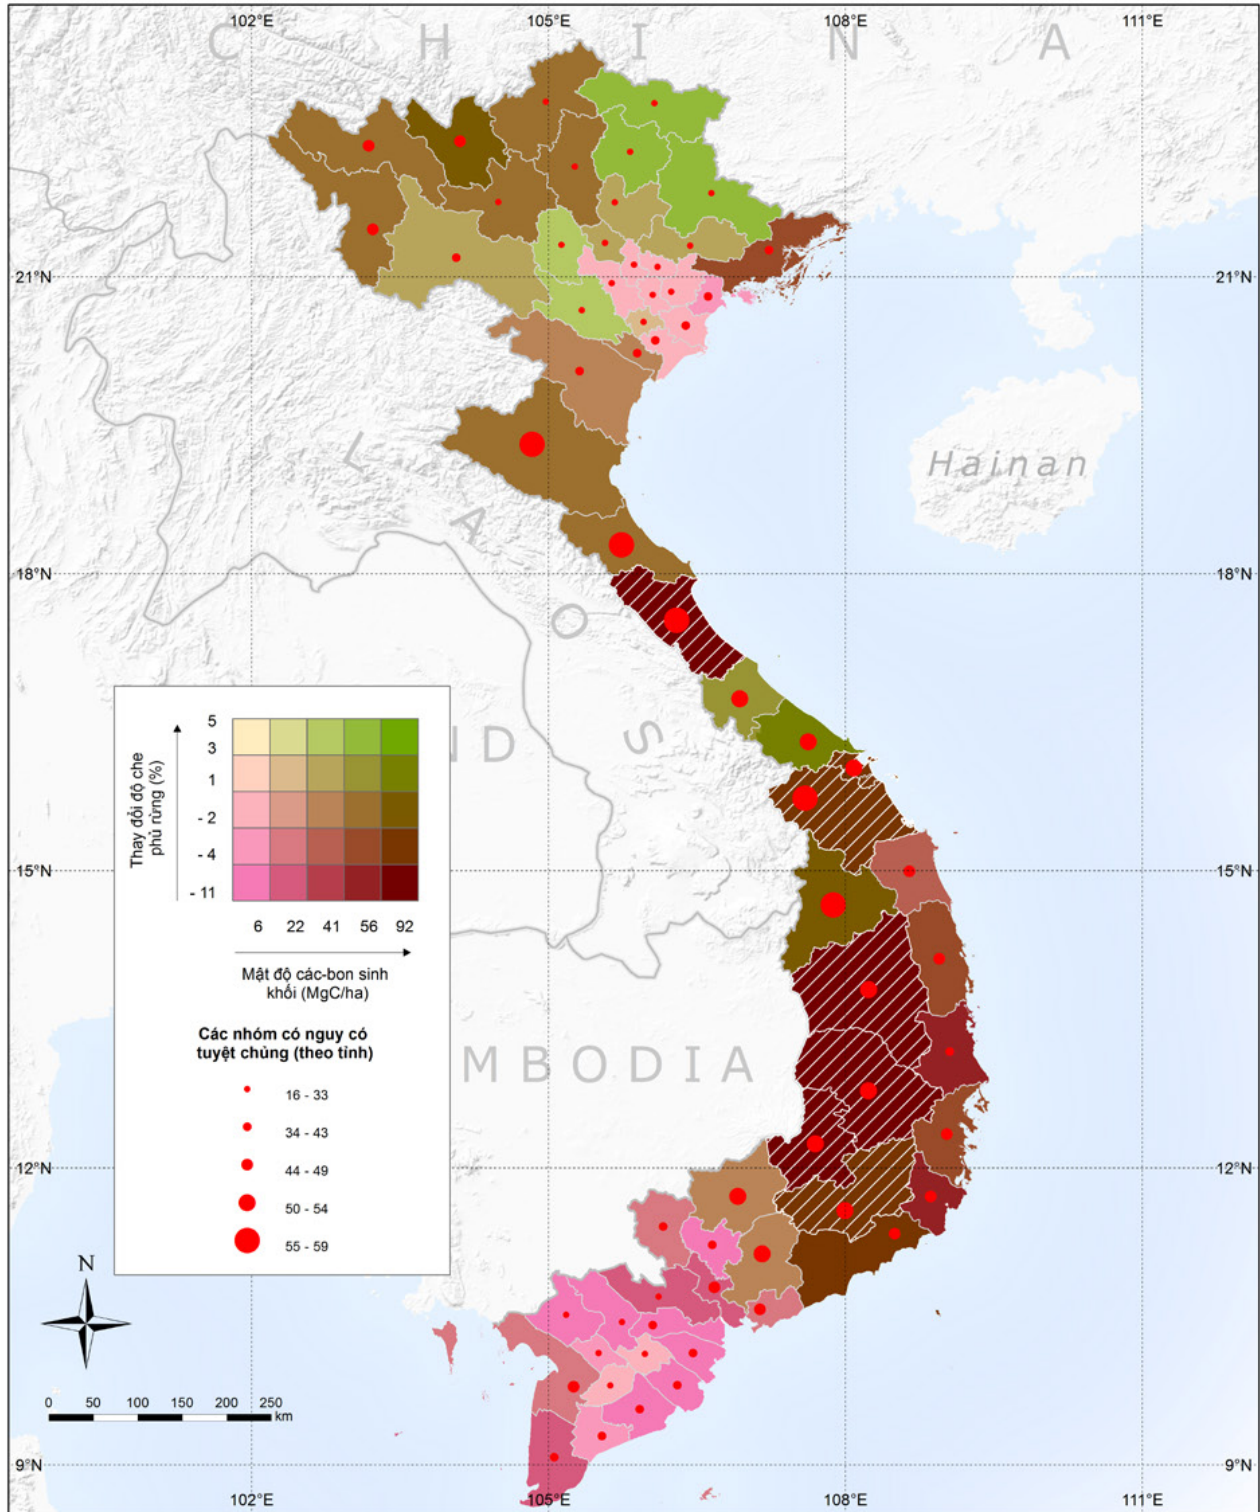 102°E 105°E 108°E 111°E
C H I N A
21°N 21°N
Hainan
L A O S
18°N 18°N
ND
5
3
1
- 2
- 4
- 11
Thay đổi độ che
phủ rừng (%)
6 22 41 56 92
Mật độ các-bon sinh
khối (MgC/ha)
15°N 15°N
Các nhóm có nguy có
tuyệt chủng (theo tỉnh)
16 - 33
34 - 43
44 - 49
50 - 54
55 - 59
MBODIA
12°N 12°N
N
0 50 100 150 200 250
km
9°N 9°N
102°E 105°E 108°E 111°E